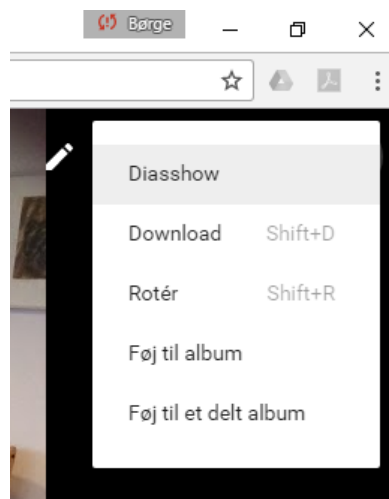 Børge
Diasshow
Download Shift+D
Rotér Shift+R
Føj til album
Føj til et delt album